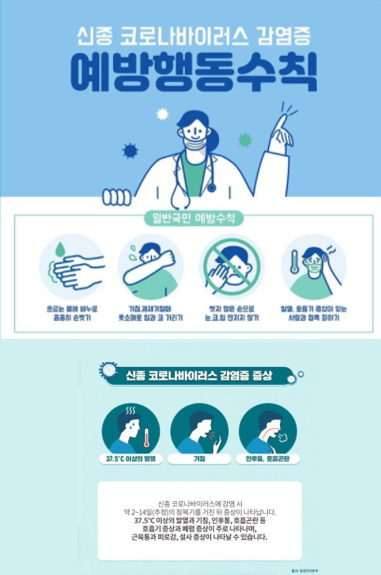 신종 코로나바이러스 감염증
예방행동수칙
일반국민 예방수칙
흐르는 물에 비누로
꼼꼼히 손씻기
기침,재채기할때
옷소매로 입과 코 가리기
씻지 않은 손으로
눈,코,입 만지지 않기
발열, 호흡기 증상이 있는
사람과 접촉 피하기
신종 코로나바이러스 감염증 증상
37.5℃ 이상의 발열
기침
인후통, 호흡곤란
신종 코로나바이러스에 감염 시
약 2~14일(추정)의 잠복기를 거친 뒤 증상이 나타납니다.
37.5℃ 이상의 발열과 기침, 인후통, 호흡곤란 등
호흡기 증상과 폐렴 증상이 주로 나타나며,
근육통과 피로감, 설사 증상이 나타날 수 있습니다.
출처: 질병관리본부